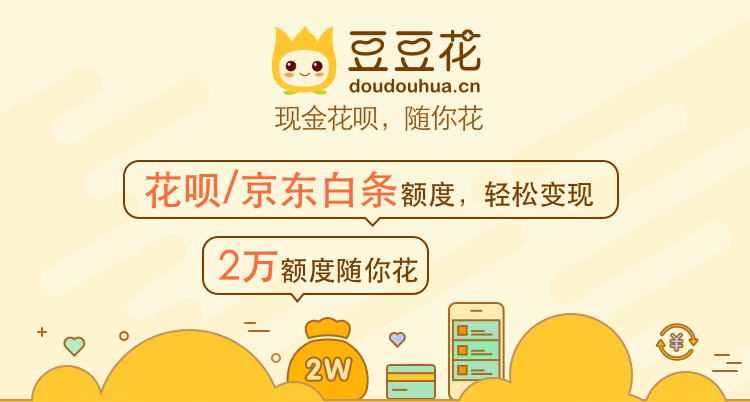 豆豆花
doudouhua.cn
现金花呗，随你花
花呗/京东白条额度，轻松变现
2万额度随你花
2W
羊